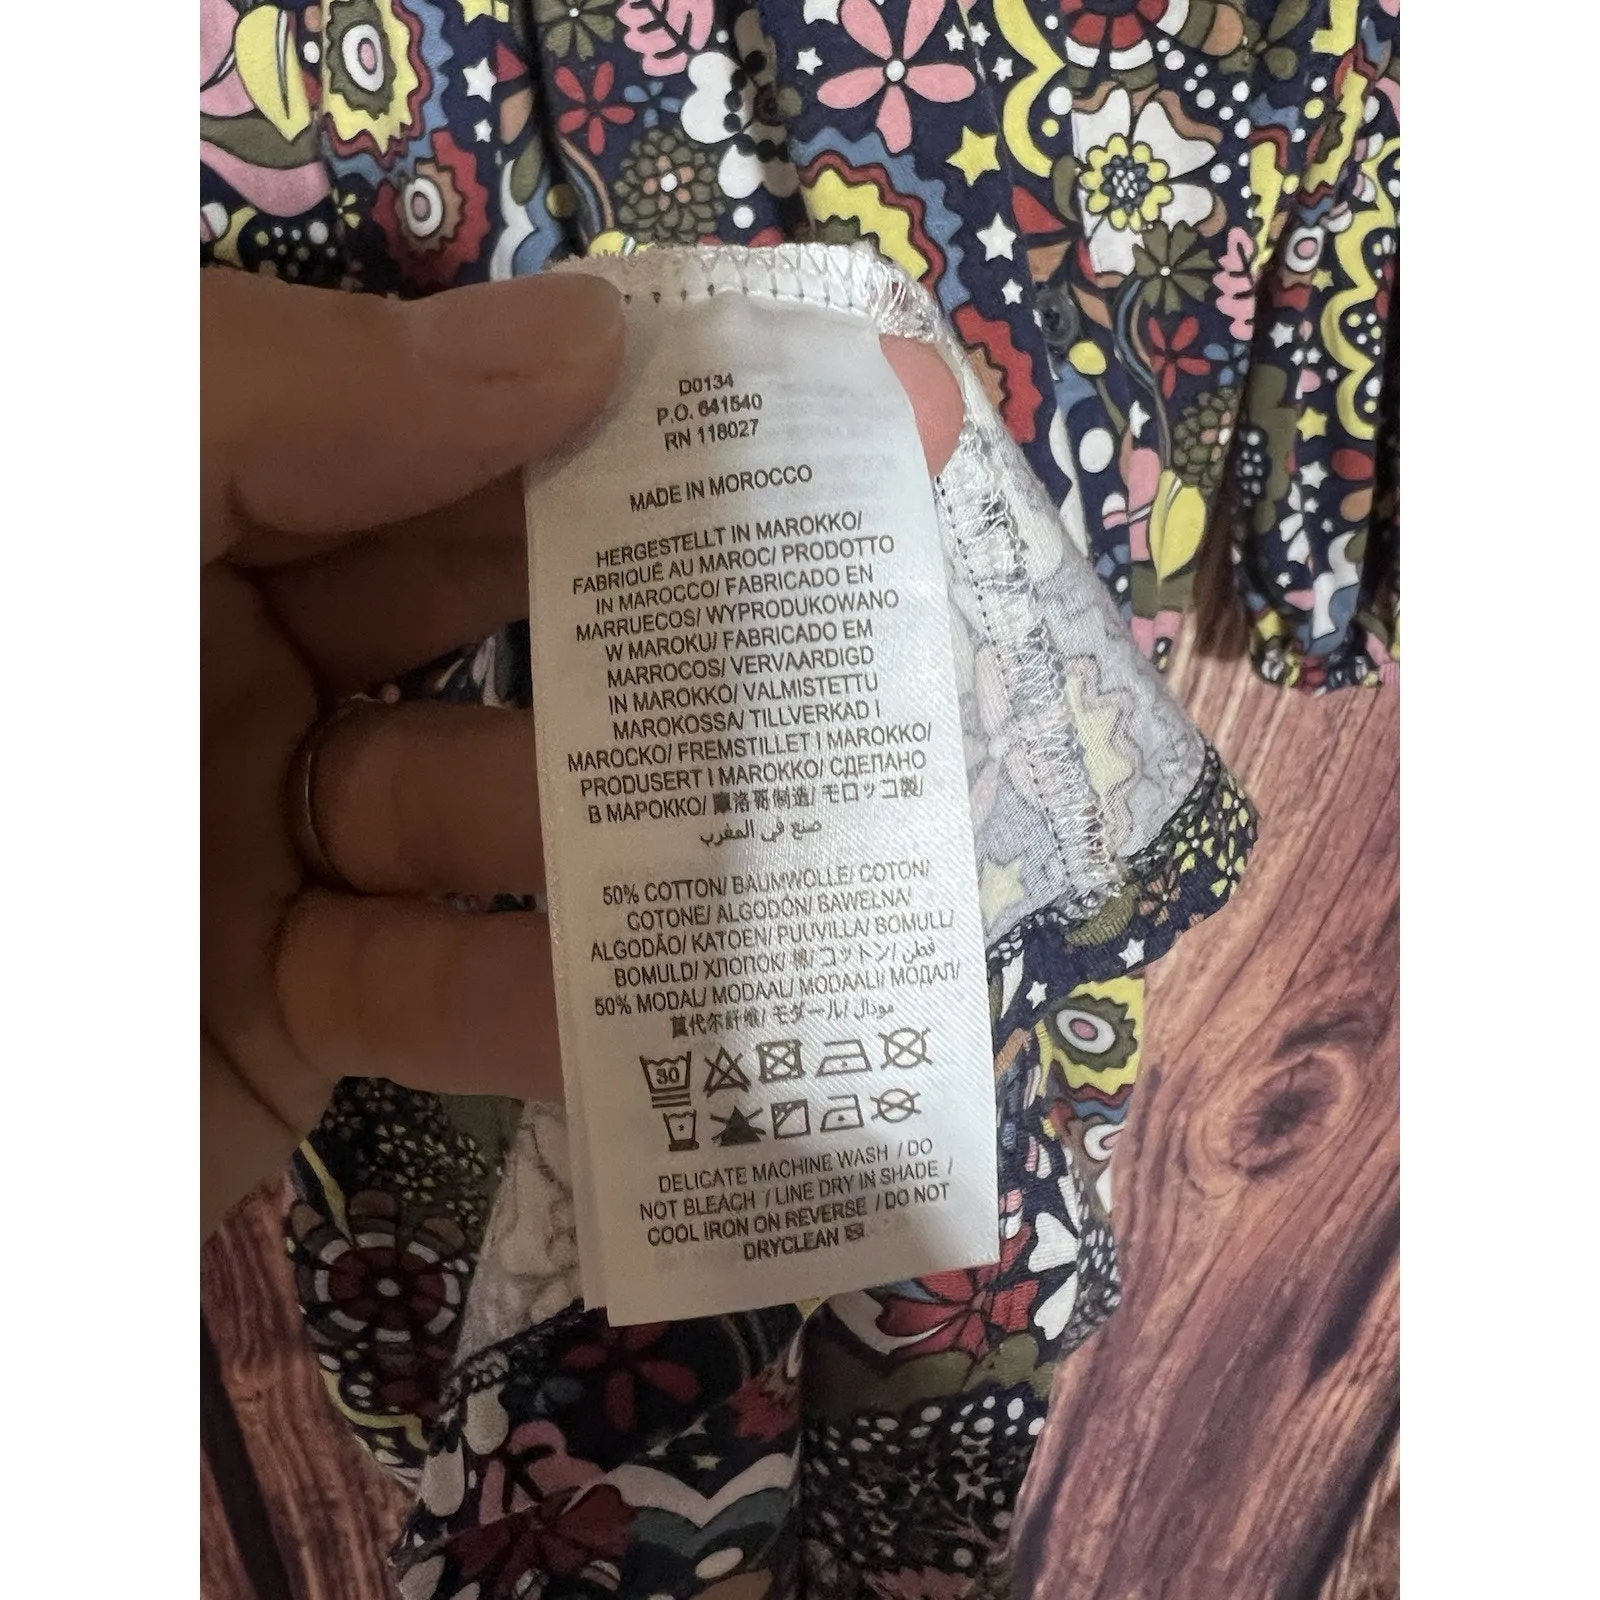 D0134
P.O. 641540
RN 118027
MADE IN MOROCCO
HERGESTELLT IN MAROKKO/
FABRIQUÉ AU MAROC/ PRODOTTO
IN MAROCCO/ FABRICADO EN
MARRUECOS/ WYPRODUKOWANO
W MAROKU/ FABRICADO EM
MARROCOS/ VERVAARDIGD
IN MAROKKO/ VALMISTETTU
MAROKOSSA/ TILLVERKAD I
MAROCKO/ FREMSTILLET I MAROKKO/
PRODUSERT I MAROKKO/ СДЕЛАНО
В МАРОККО/ 摩洛哥制造/ モロッコ製/
صنع في المغرب
50% COTTON/ BAUMWOLLE/ COTON/
COTONE/ ALGODÓN/ BAWEŁNA/
ALGODÃO/ KATOEN/ PUUVILLA/ BOMULL/
BOMULD/ ХЛОПОК/ 棉/ コットン/ قطن
50% MODAL/ MODAAL/ MODAALI/ МОДАЛ/
莫代尔纤维/ モダール/ مودال
30
DELICATE MACHINE WASH / DO
NOT BLEACH / LINE DRY IN SHADE /
COOL IRON ON REVERSE / DO NOT
DRYCLEAN